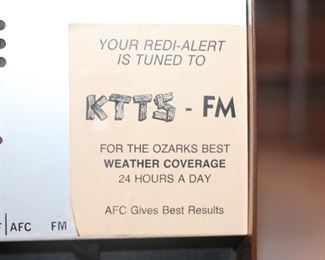 YOUR REDI-ALERT
IS TUNED TO
KTTS - FM
FOR THE OZARKS BEST
WEATHER COVERAGE
24 HOURS A DAY
AFC Gives Best Results
AFC FM